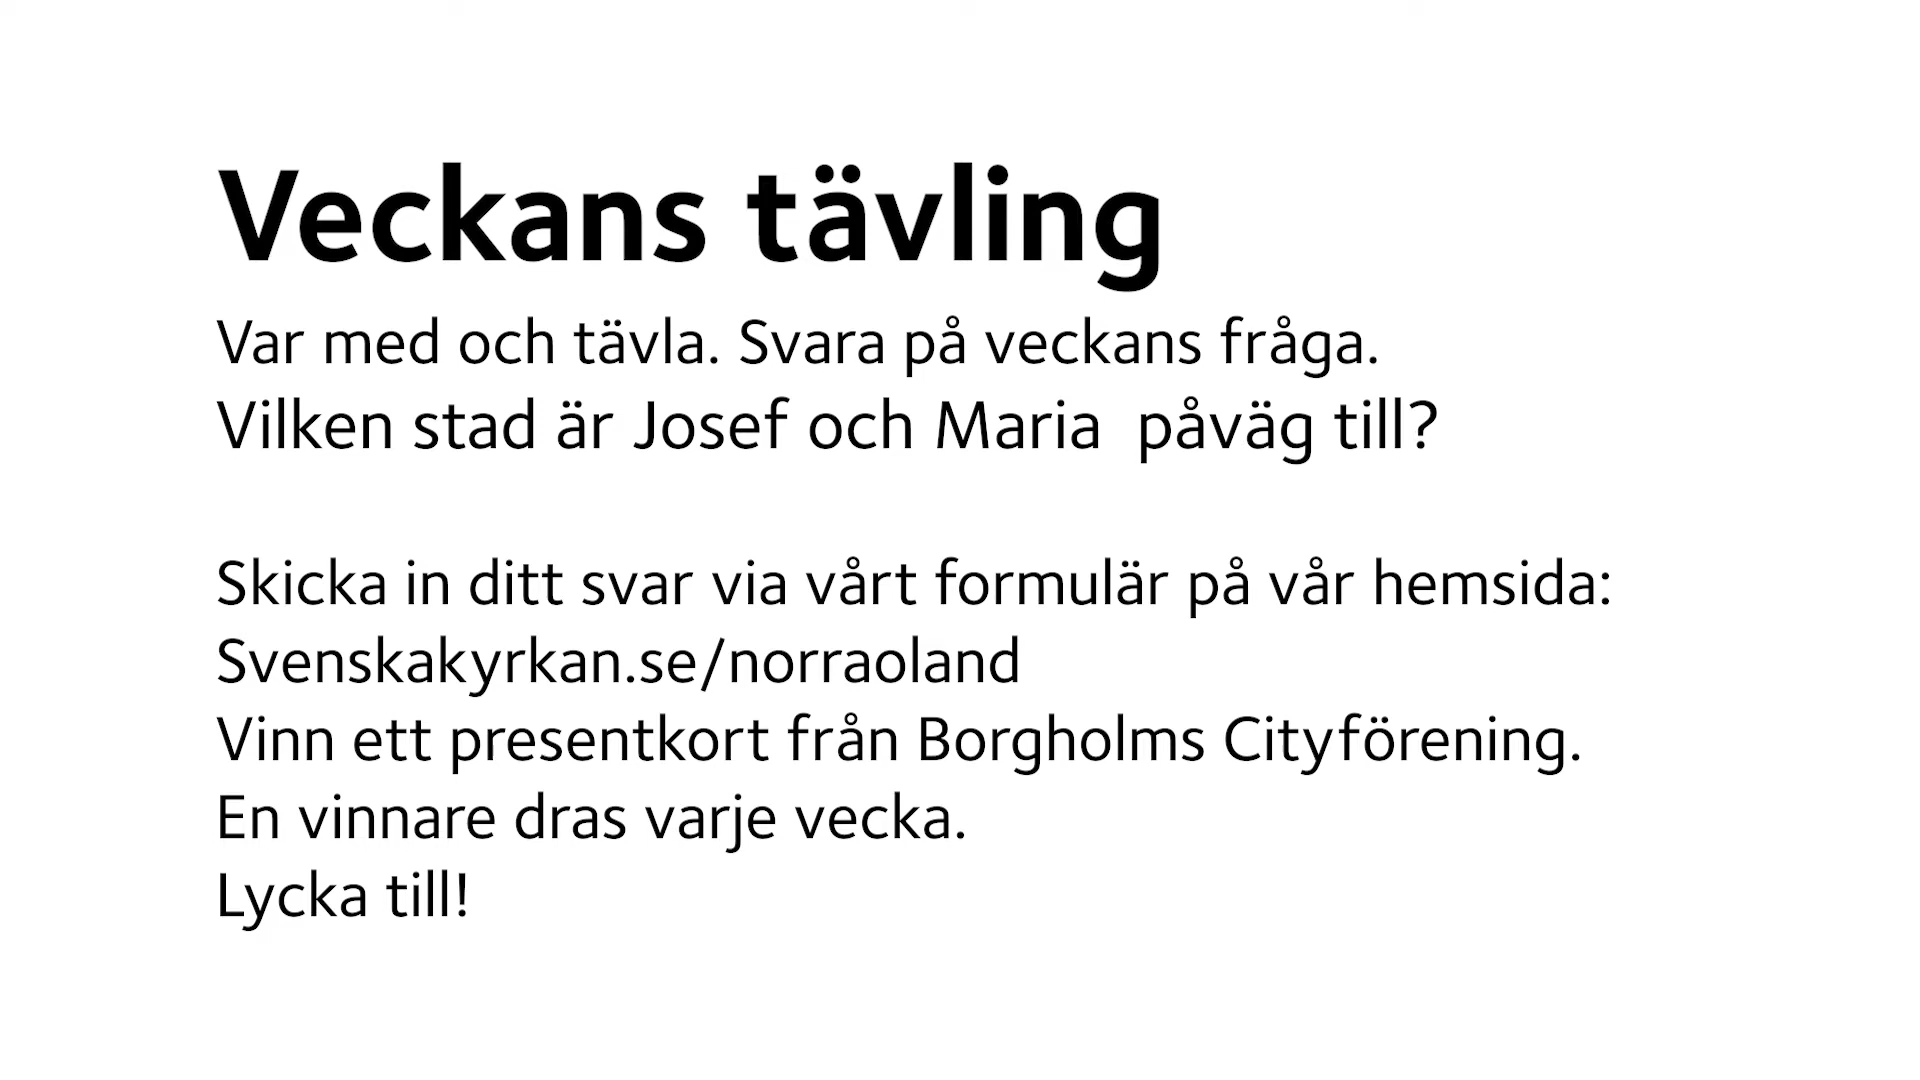 Veckans tävling
Var med och tävla. Svara på veckans fråga.
Vilken stad är Josef och Maria  påväg till?
Skicka in ditt svar via vårt formulär på vår hemsida:
Svenskakyrkan.se/norraoland
Vinn ett presentkort från Borgholms Cityförening.
En vinnare dras varje vecka.
Lycka till!